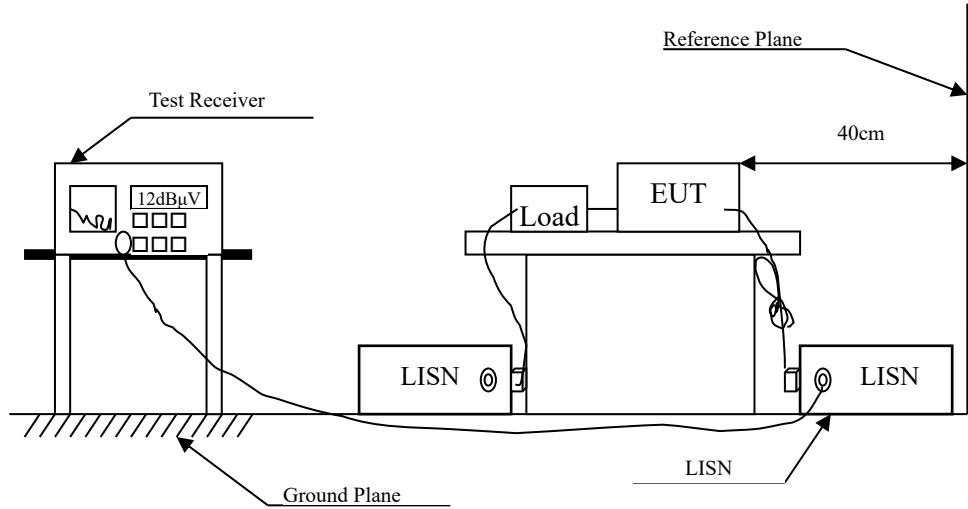 Reference Plane
Test Receiver
40cm
12dBμV
EUT
Load
LISN
LISN
LISN
Ground Plane